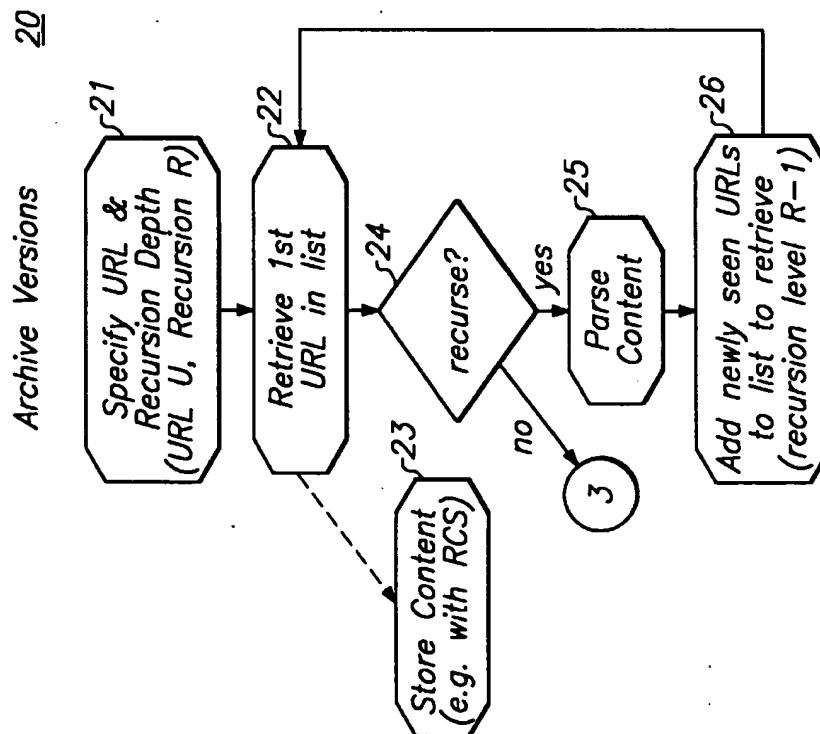 Archive Versions
20
21
Specify URL &
Recursion Depth
(URL U, Recursion R)
22
Retrieve 1st
URL in list
23
Store Content
(e.g. with RCS)
24
recurse?
no
3
yes
25
Parse
Content
26
Add newly seen URLs
to list to retrieve
(recursion level R-1)